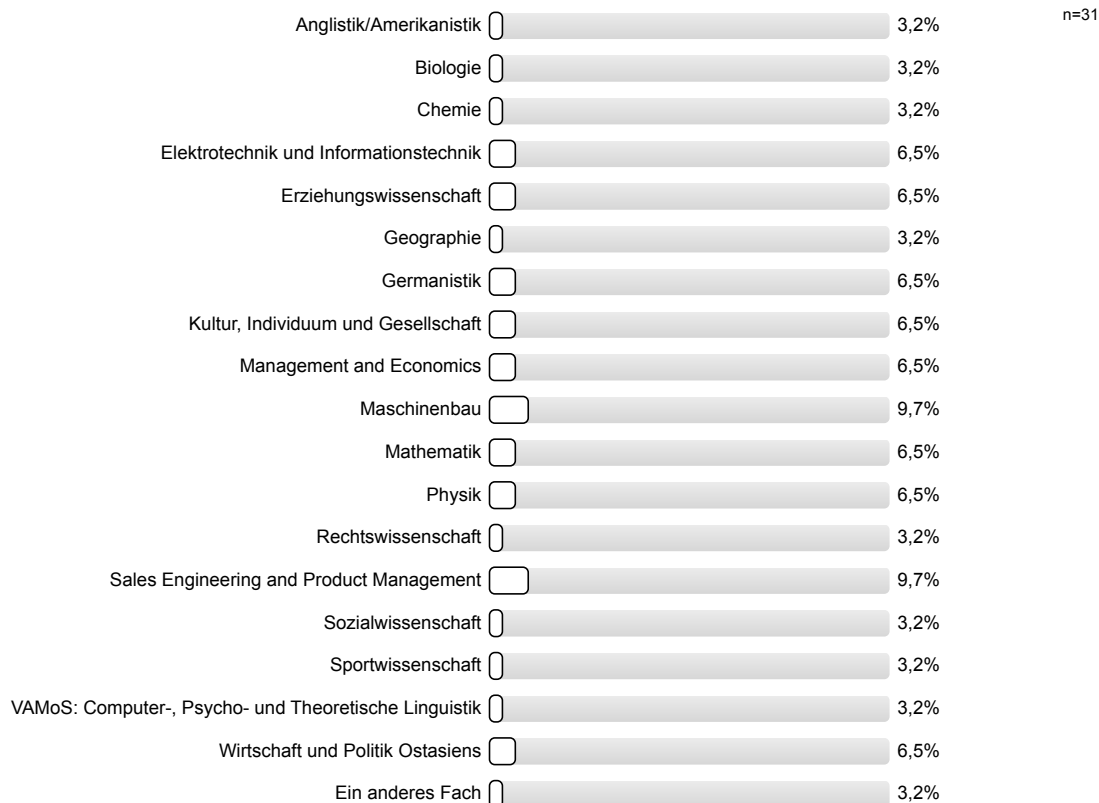 n=31
Anglistik/Amerikanistik 3,2%
Biologie 3,2%
Chemie 3,2%
Elektrotechnik und Informationstechnik 6,5%
Erziehungswissenschaft 6,5%
Geographie 3,2%
Germanistik 6,5%
Kultur, Individuum und Gesellschaft 6,5%
Management and Economics 6,5%
Maschinenbau 9,7%
Mathematik 6,5%
Physik 6,5%
Rechtswissenschaft 3,2%
Sales Engineering and Product Management 9,7%
Sozialwissenschaft 3,2%
Sportwissenschaft 3,2%
VAMoS: Computer-, Psycho- und Theoretische Linguistik 3,2%
Wirtschaft und Politik Ostasiens 6,5%
Ein anderes Fach 3,2%